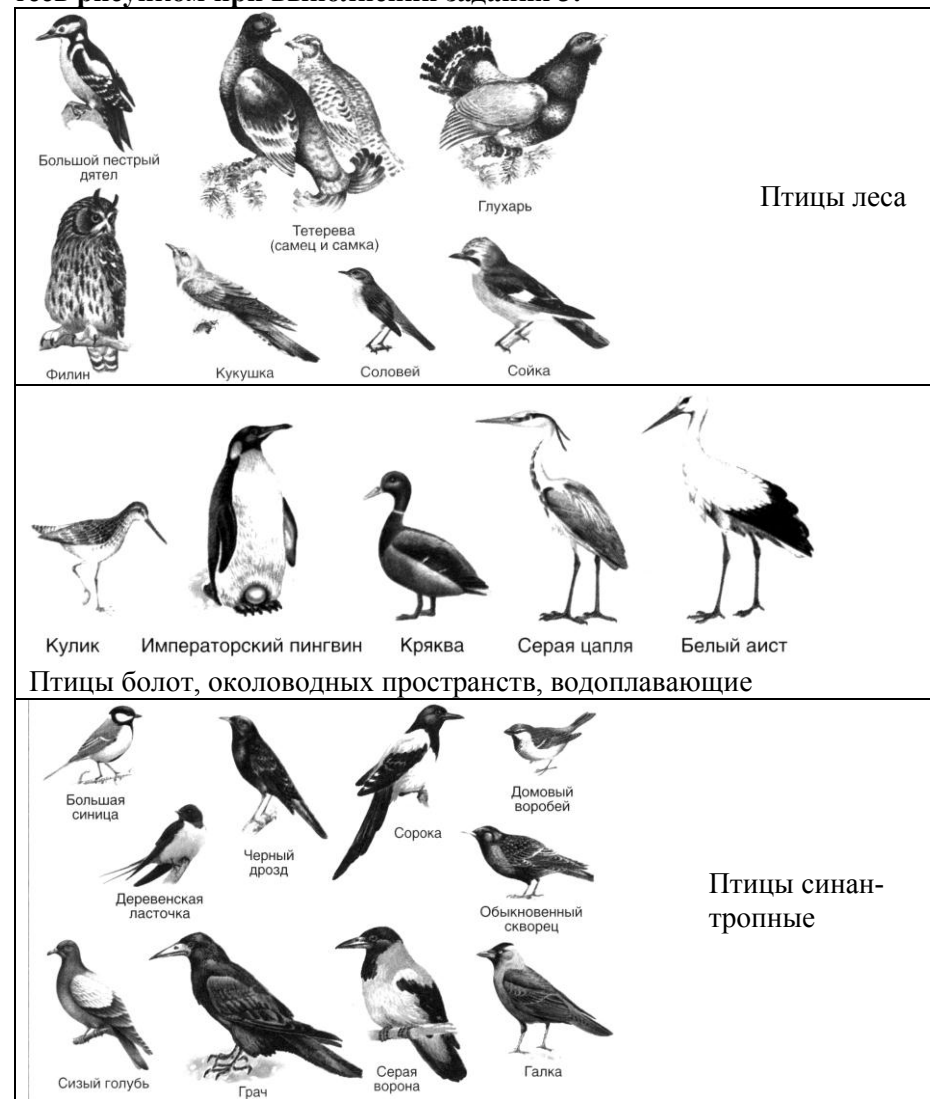 тесь рисунком при выполнении задания 3.
Большой пестрый
дятел
Тетерева
(самец и самка)
Глухарь
Птицы леса
Филин
Кукушка
Соловей
Сойка
Кулик
Императорский пингвин
Кряква
Серая цапля
Белый аист
Птицы болот, околоводных пространств, водоплавающие
Большая
синица
Деревенская
ласточка
Черный
дрозд
Сорока
Домовый
воробей
Обыкновенный
скворец
Птицы синан-
тропные
Сизый голубь
Грач
Серая
ворона
Галка